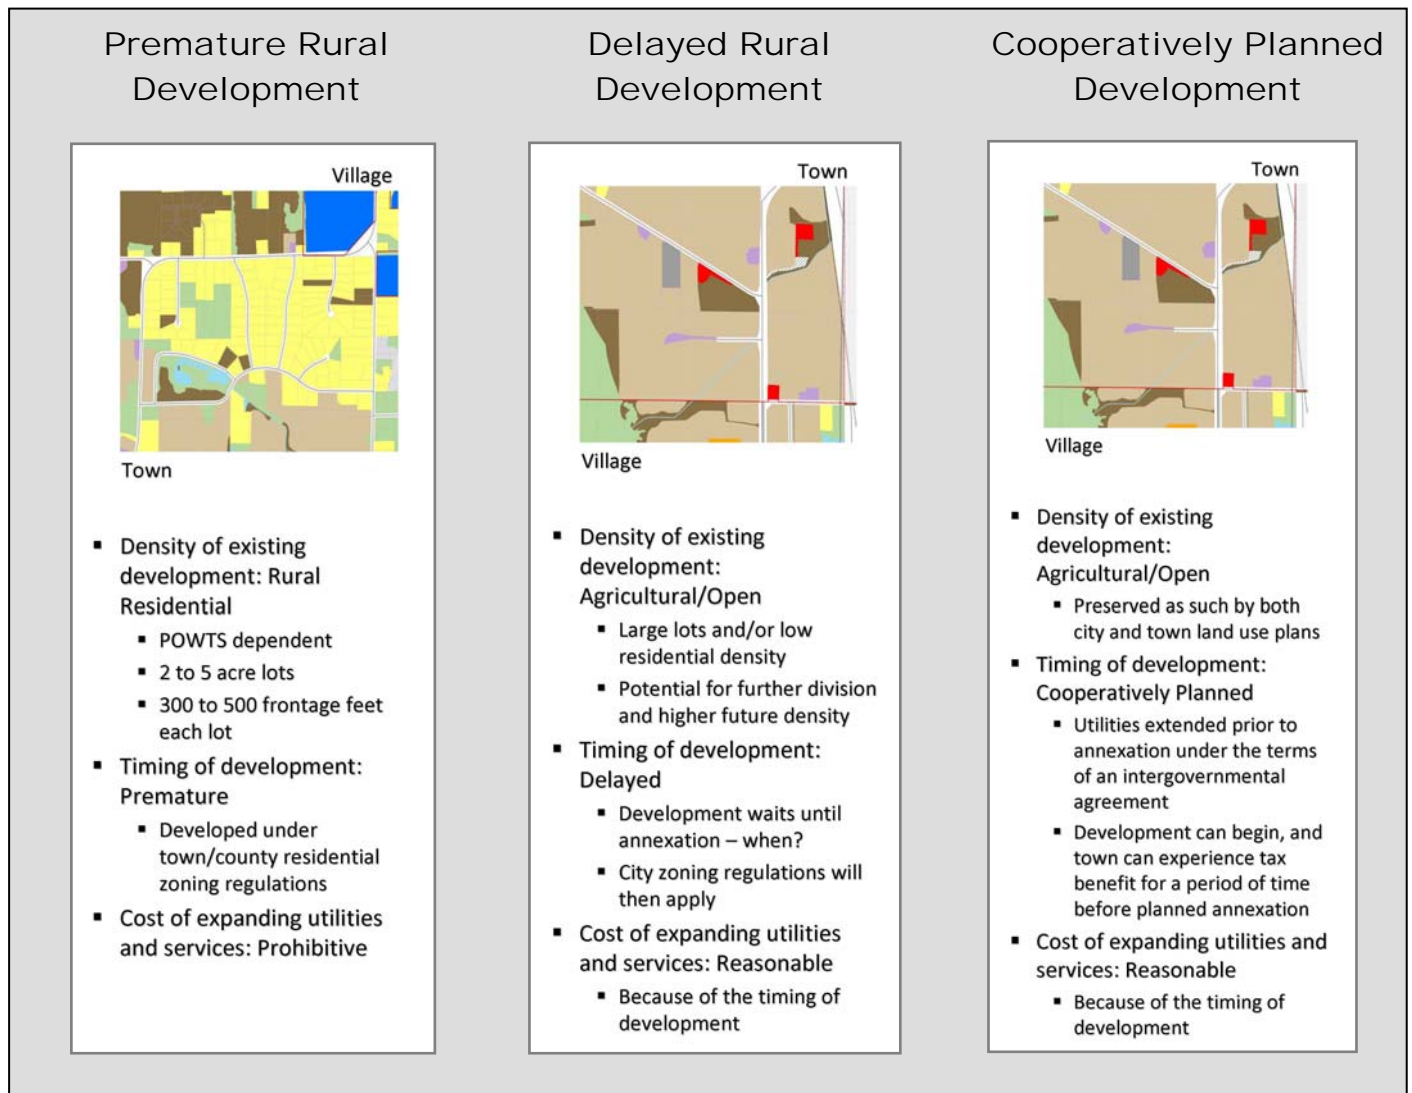 Premature Rural
Development
Village
Town
▪ Density of existing
development: Rural
Residential
▪ POWTS dependent
▪ 2 to 5 acre lots
▪ 300 to 500 frontage feet
each lot
▪ Timing of development:
Premature
▪ Developed under
town/county residential
zoning regulations
▪ Cost of expanding utilities
and services: Prohibitive
Delayed Rural
Development
Town
Village
▪ Density of existing
development:
Agricultural/Open
▪ Large lots and/or low
residential density
▪ Potential for further division
and higher future density
▪ Timing of development:
Delayed
▪ Development waits until
annexation – when?
▪ City zoning regulations will
then apply
▪ Cost of expanding utilities
and services: Reasonable
▪ Because of the timing of
development
Cooperatively Planned
Development
Town
Village
▪ Density of existing
development:
Agricultural/Open
▪ Preserved as such by both
city and town land use plans
▪ Timing of development:
Cooperatively Planned
▪ Utilities extended prior to
annexation under the terms
of an intergovernmental
agreement
▪ Development can begin, and
town can experience tax
benefit for a period of time
before planned annexation
▪ Cost of expanding utilities and
services: Reasonable
▪ Because of the timing of
development